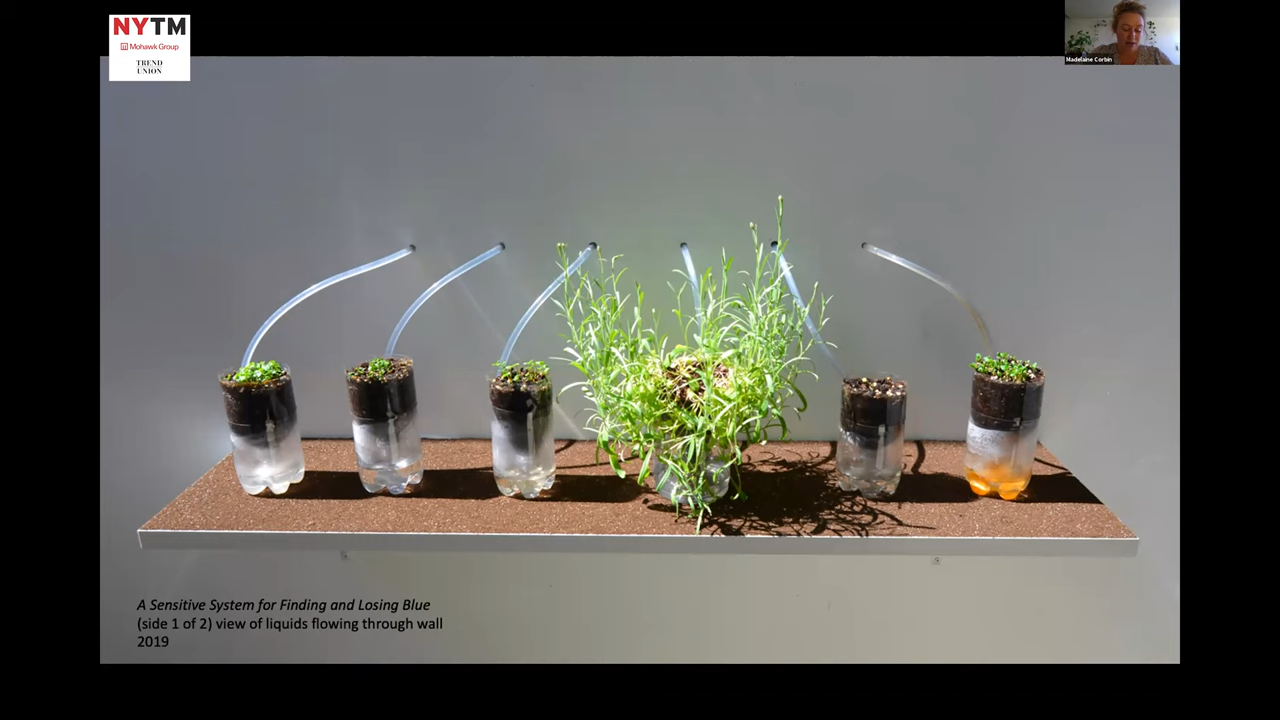 NYTM
Mohawk Group
TREND
UNION
Madelaine Corbin
A Sensitive System for Finding and Losing Blue
(side 1 of 2) view of liquids flowing through wall
2019